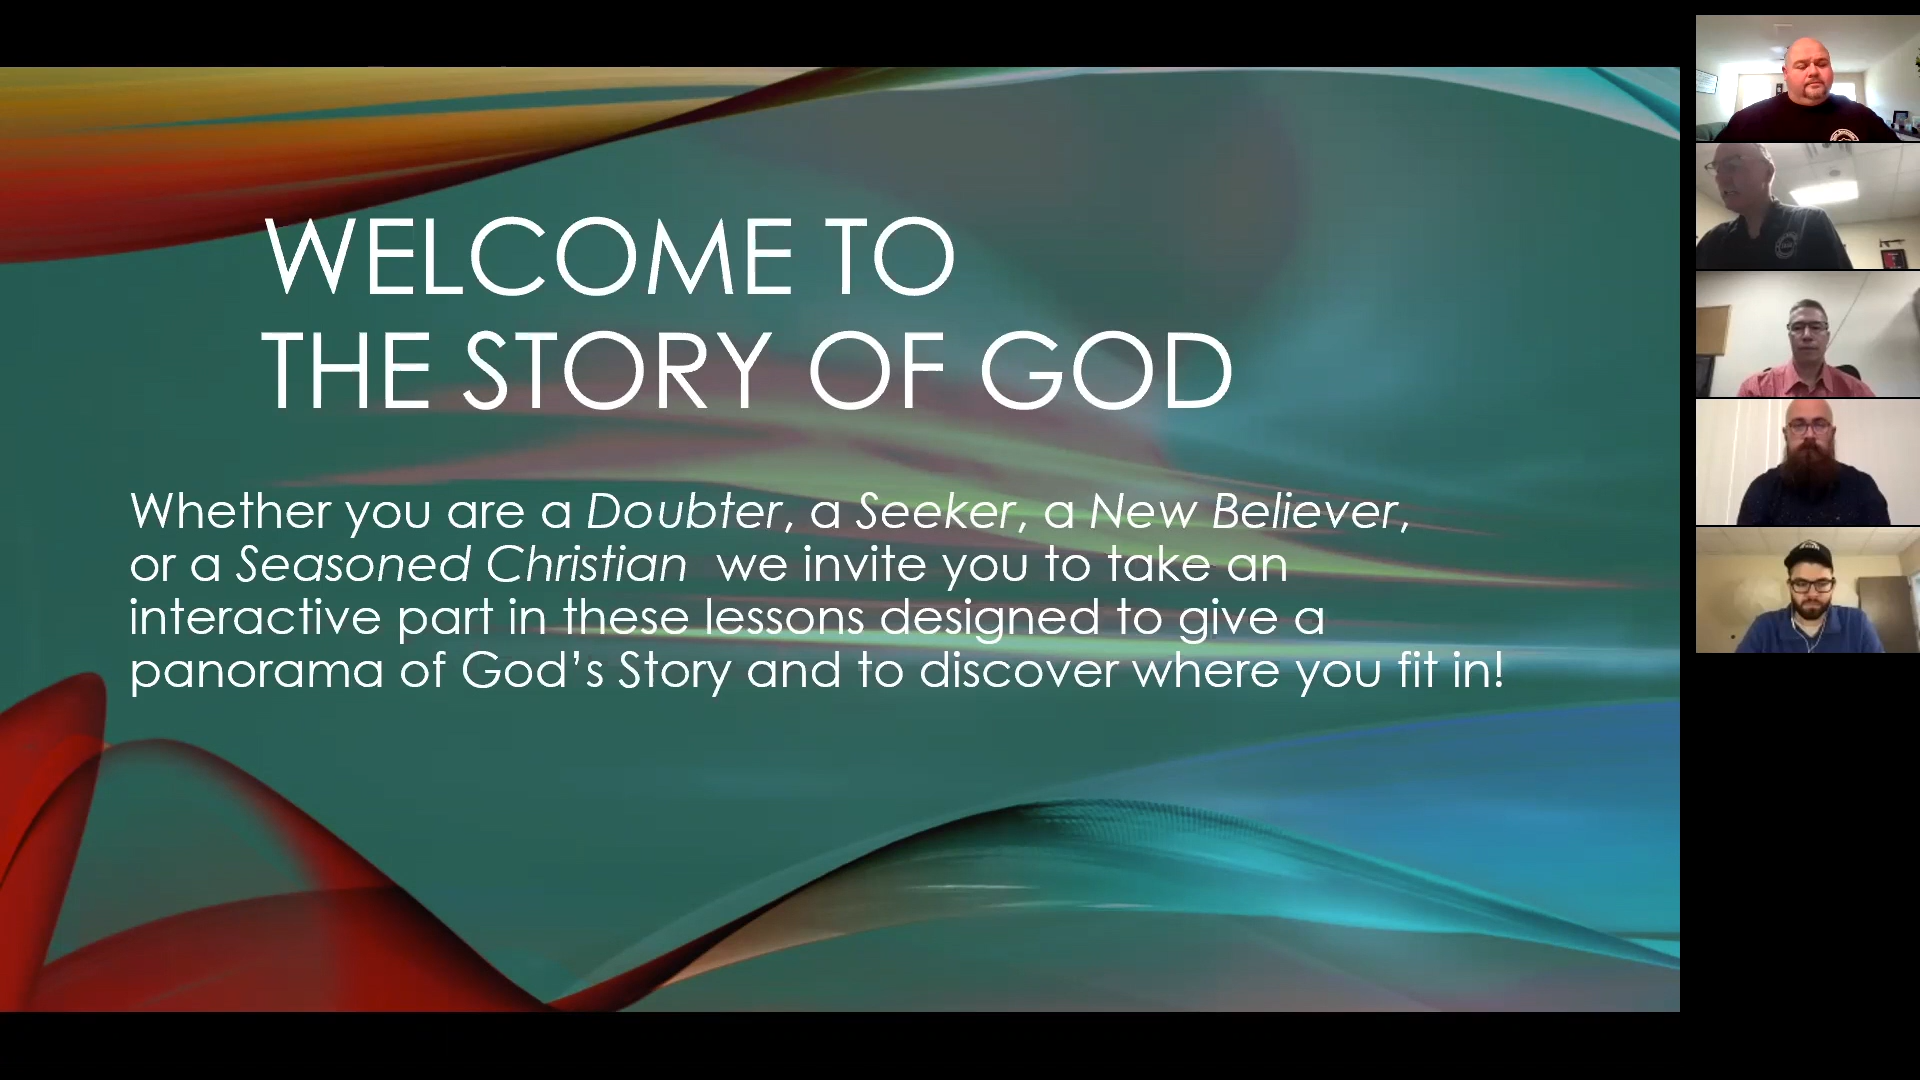 WELCOME TO
THE STORY OF GOD
Whether you are a Doubter, a Seeker, a New Believer,
or a Seasoned Christian  we invite you to take an
interactive part in these lessons designed to give a
panorama of God’s Story and to discover where you fit in!